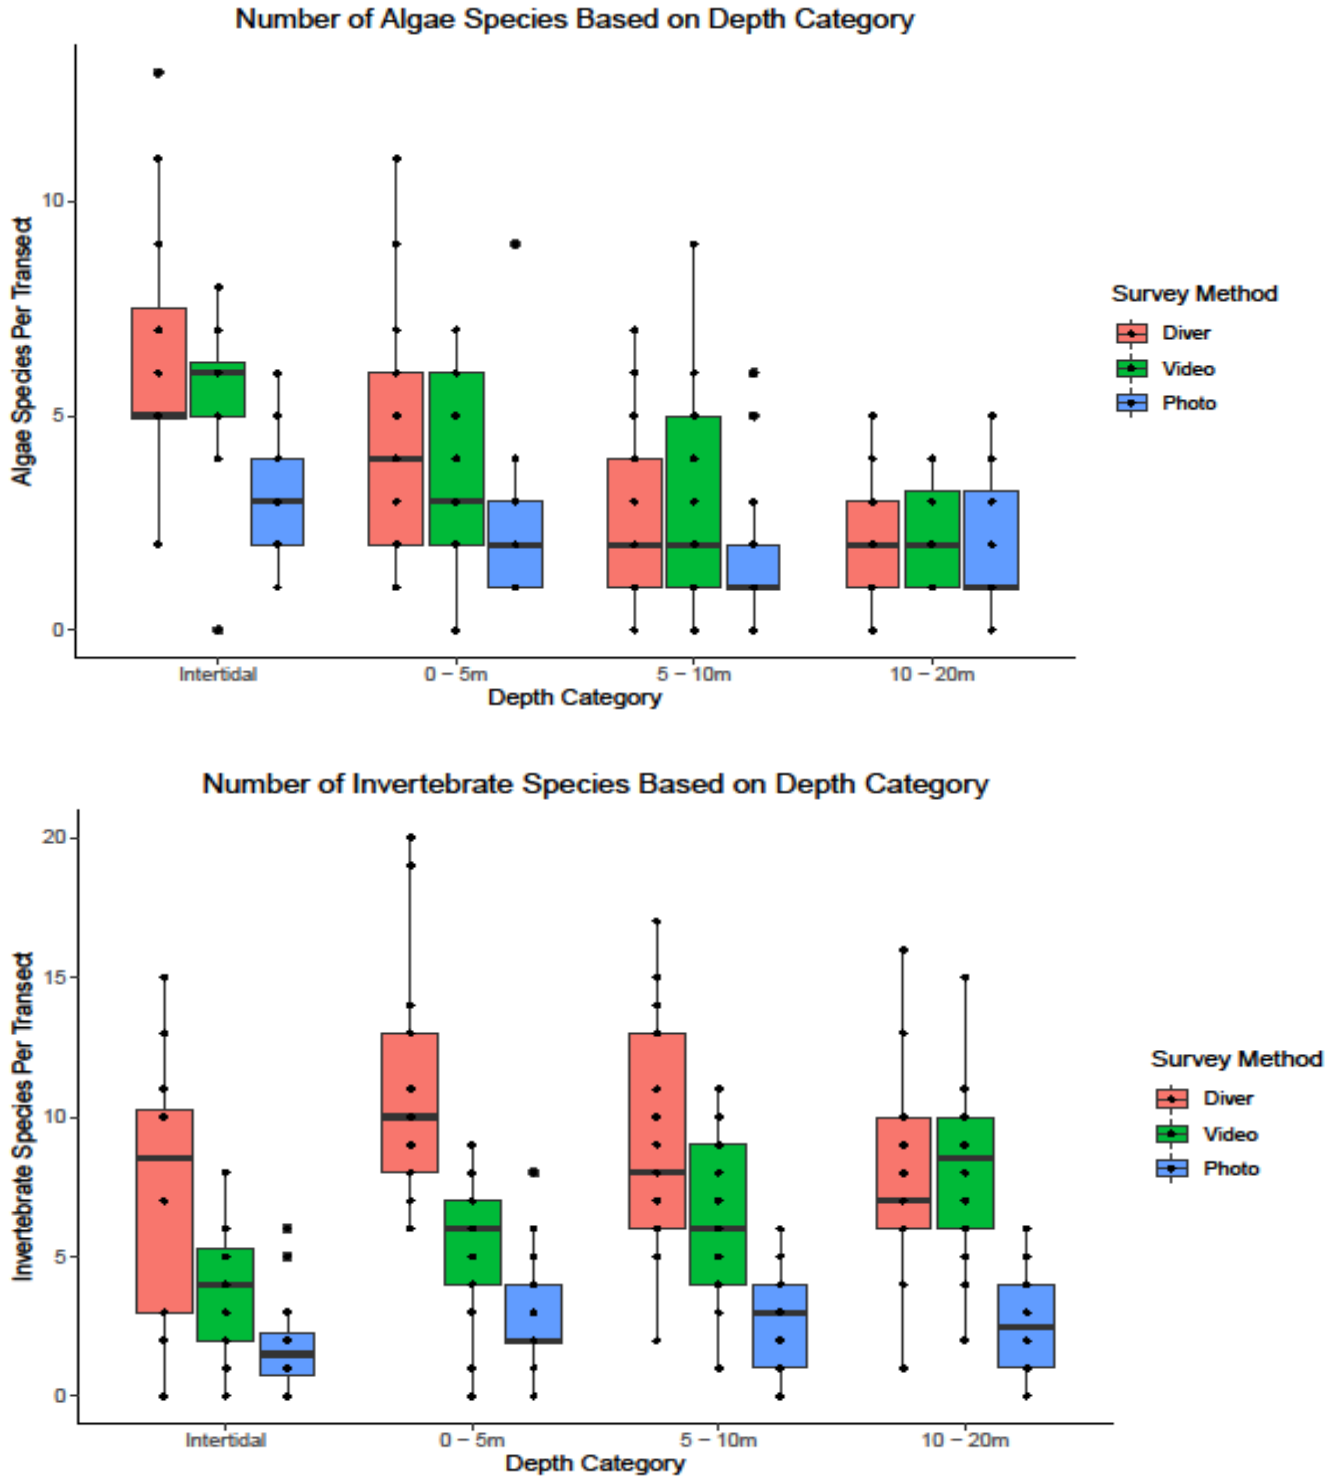 Number of Algae Species Based on Depth Category
Algae Species Per Transect
10
5
0
Intertidal
0 – 5m
5 – 10m
10 – 20m
Depth Category
Survey Method
Diver
Video
Photo
Number of Invertebrate Species Based on Depth Category
Invertebrate Species Per Transect
20
15
10
5
0
Intertidal
0 – 5m
5 – 10m
10 – 20m
Depth Category
Survey Method
Diver
Video
Photo